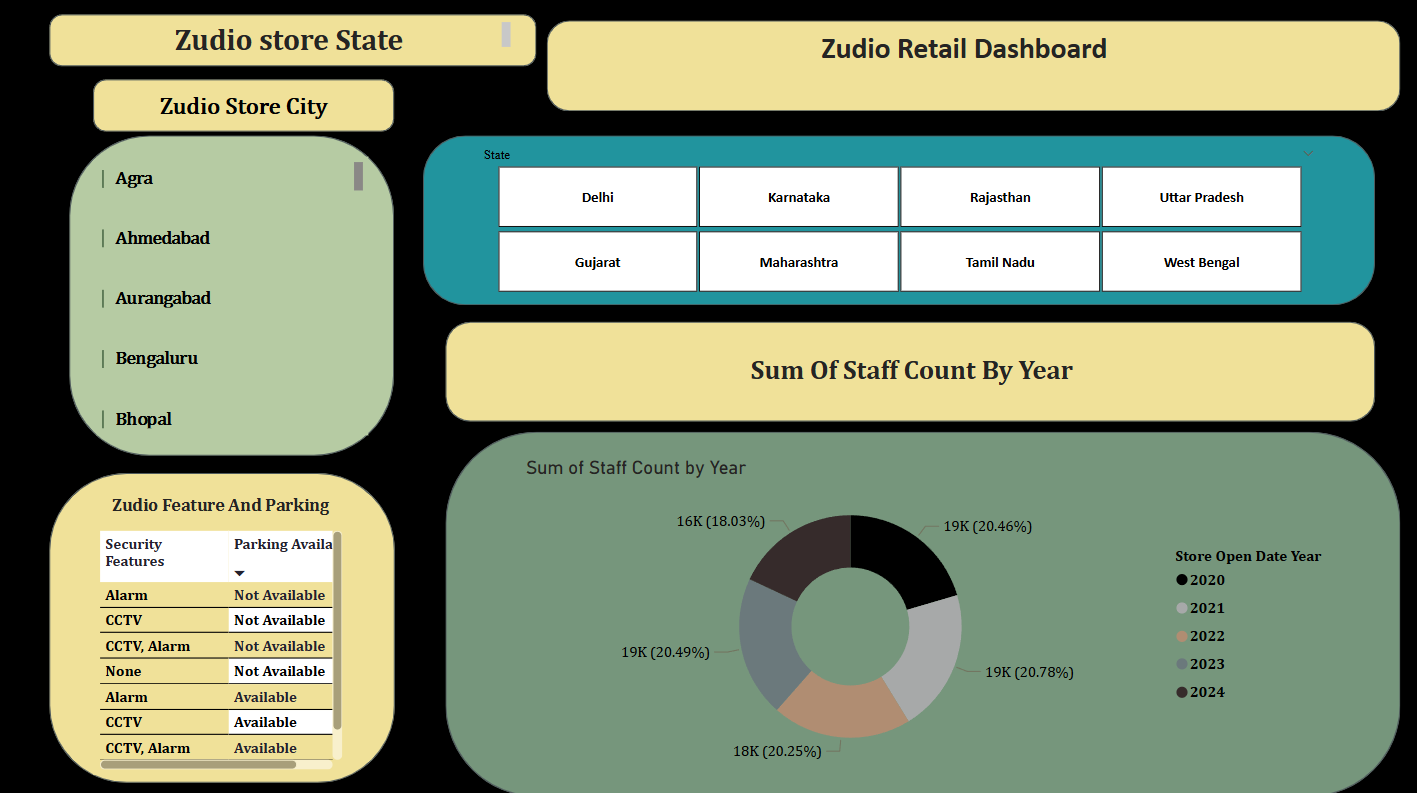 Zudio store State
Zudio Retail Dashboard
Zudio Store City
Agra
Ahmedabad
Aurangabad
Bengaluru
Bhopal
State
Delhi
Karnataka
Rajasthan
Uttar Pradesh
Gujarat
Maharashtra
Tamil Nadu
West Bengal
Sum Of Staff Count By Year
Zudio Feature And Parking
Security
Features
Parking Availa
Alarm Not Available
CCTV Not Available
CCTV, Alarm Not Available
None Not Available
Alarm Available
CCTV Available
CCTV, Alarm Available
Sum of Staff Count by Year
16K (18.03%)
19K (20.46%)
19K (20.49%)
19K (20.78%)
18K (20.25%)
Store Open Date Year
2020
2021
2022
2023
2024